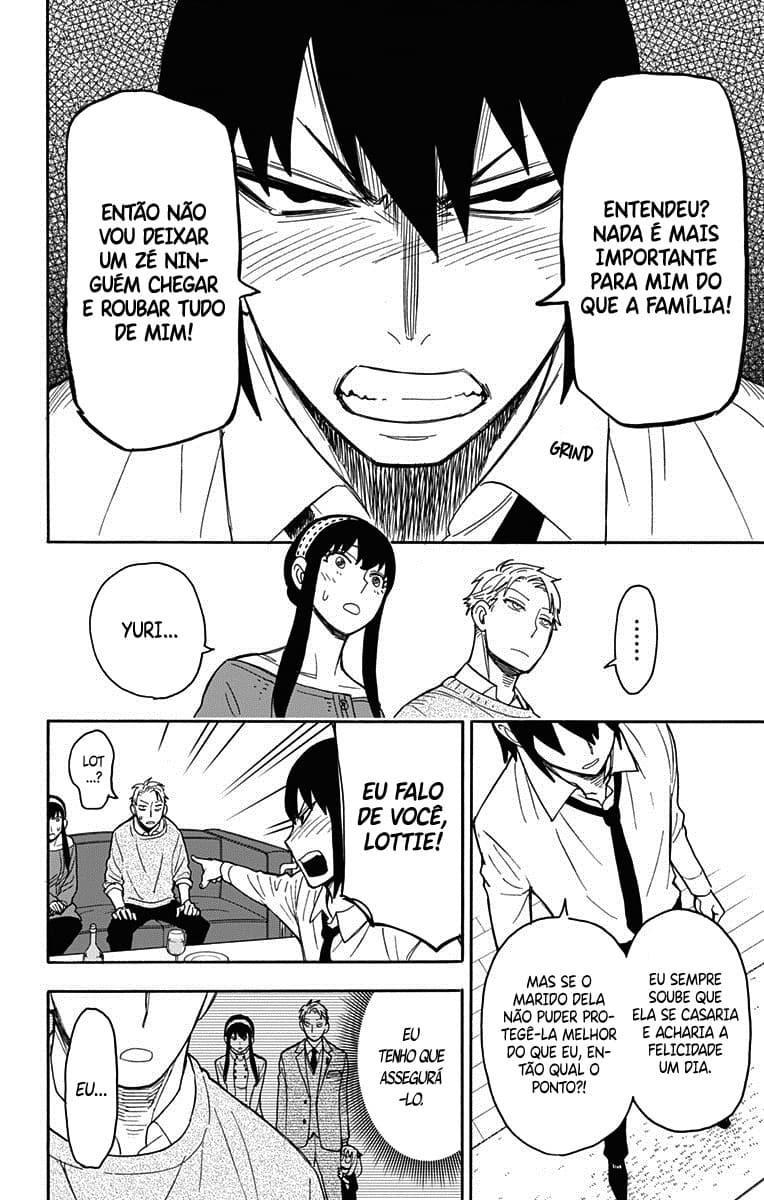 ENTENDEU?
NADA É MAIS
IMPORTANTE
PARA MIM DO
QUE A FAMÍLIA!
ENTÃO NÃO
VOU DEIXAR
UM ZÉ NIN-
GUÉM CHEGAR
E ROUBAR TUDO
DE MIM!
GRIND
......
YURI...
EU SEMPRE
SOUBE QUE
ELA SE CASARIA
E ACHARIA A
FELICIDADE
UM DIA.
MAS SE O
MARIDO DELA
NÃO PUDER PRO-
TEGÊ-LA MELHOR
DO QUE EU, EN-
TÃO QUAL O
PONTO?!
EU FALO
DE VOCÊ,
LOTTIE!
LOT
...?
EU
TENHO QUE
ASSEGURÁ
-LO.
EU...